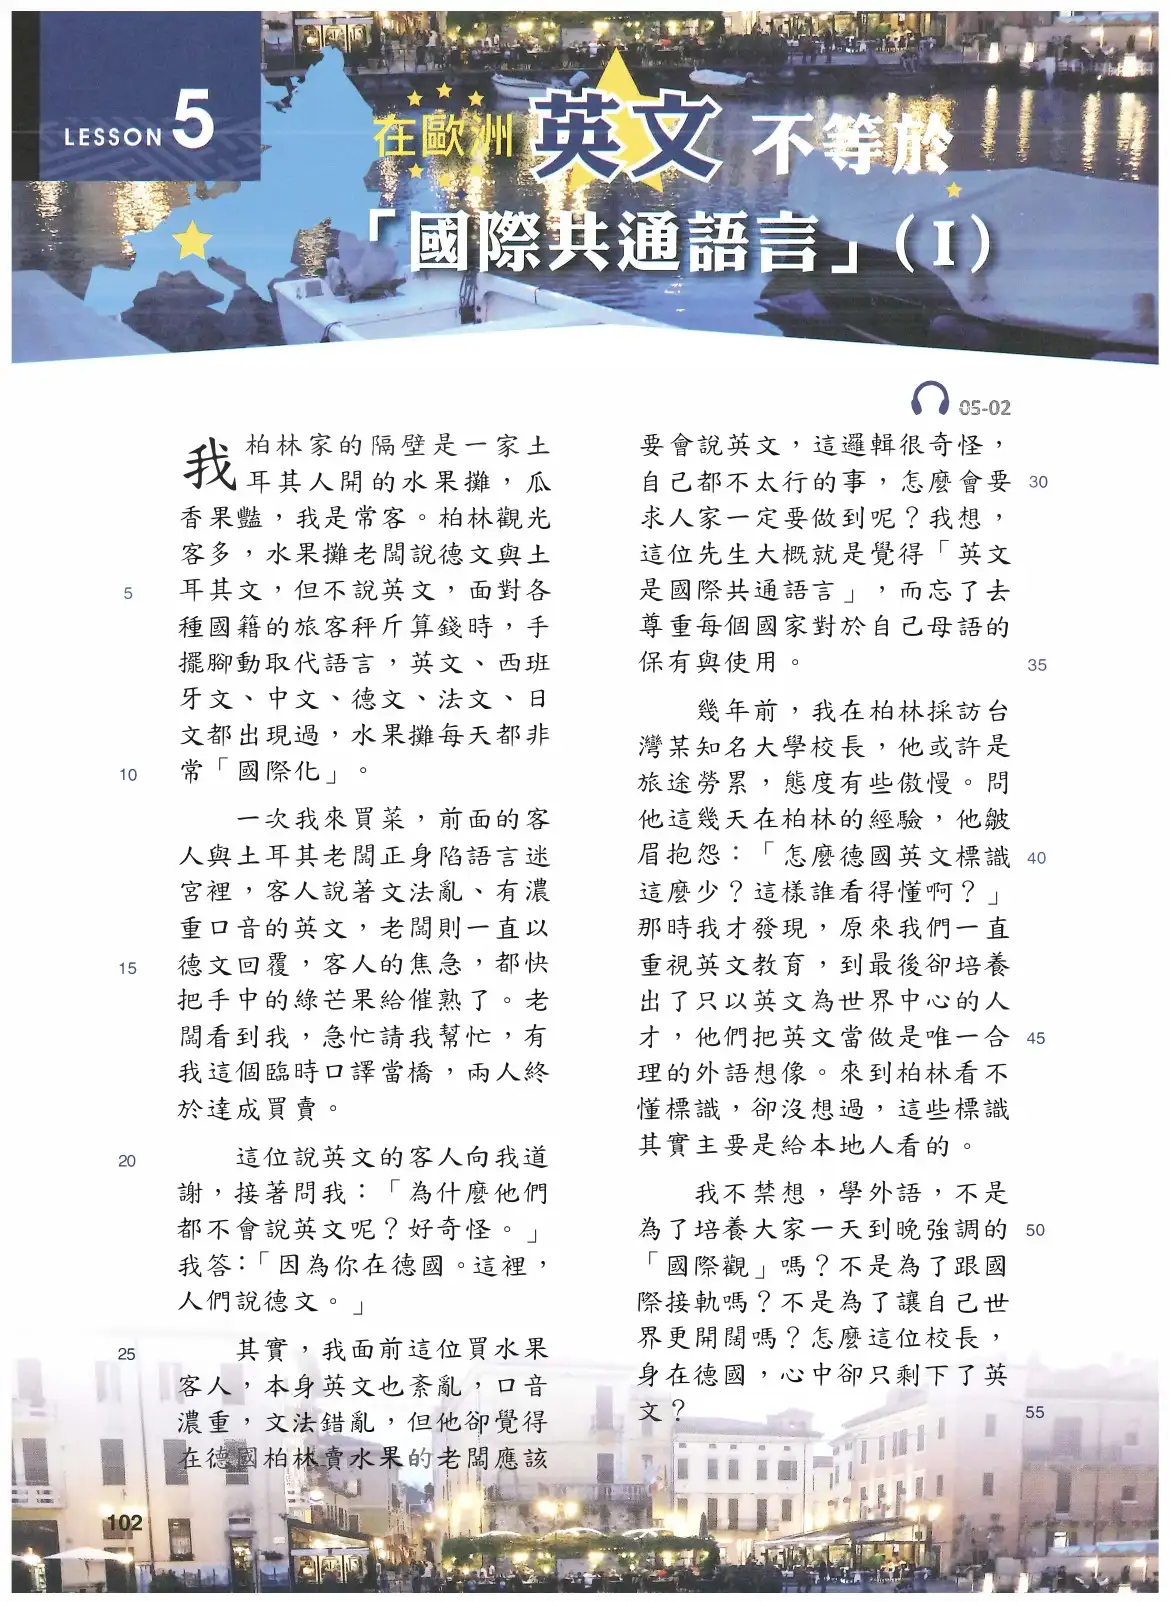 LESSON 5
在歐洲 英文 不等於
「國際共通語言」(I)
05-02
我柏林家的隔壁是一家土
耳其人開的水果攤，瓜
香果豔，我是常客。柏林觀光
客多，水果攤老闆說德文與土
5 耳其文，但不說英文，面對各
種國籍的旅客秤斤算錢時，手
擺腳動取代語言，英文、西班
牙文、中文、德文、法文、日
文都出現過，水果攤每天都非
10 常「國際化」。
一次我來買菜，前面的客
人與土耳其老闆正身陷語言迷
宮裡，客人說著文法亂、有濃
重口音的英文，老闆則一直以
15 德文回覆，客人的焦急，都快
把手中的綠芒果給催熟了。老
闆看到我，急忙請我幫忙，有
我這個臨時口譯當橋，兩人終
於達成買賣。
20 這位說英文的客人向我道
謝，接著問我：「為什麼他們
都不會說英文呢？好奇怪。」
我答：「因為你在德國。這裡，
人們說德文。」
25 其實，我面前這位買水果
客人，本身英文也紊亂，口音
濃重，文法錯亂，但他卻覺得
在德國柏林賣水果的老闆應該
要會說英文，這邏輯很奇怪，
自己都不太行的事，怎麼會要 30
求人家一定要做到呢？我想，
這位先生大概就是覺得「英文
是國際共通語言」，而忘了去
尊重每個國家對於自己母語的
保有與使用。 35
幾年前，我在柏林採訪台
灣某知名大學校長，他或許是
旅途勞累，態度有些傲慢。問
他這幾天在柏林的經驗，他皺
眉抱怨：「怎麼德國英文標識 40
這麼少？這樣誰看得懂啊？」
那時我才發現，原來我們一直
重視英文教育，到最後卻培養
出了只以英文為世界中心的人
才，他們把英文當做是唯一合 45
理的外語想像。來到柏林看不
懂標識，卻沒想過，這些標識
其實主要是給本地人看的。
我不禁想，學外語，不是
為了培養大家一天到晚強調的 50
「國際觀」嗎？不是為了跟國
際接軌嗎？不是為了讓自己世
界更開闊嗎？怎麼這位校長，
身在德國，心中卻只剩下了英
文？ 55
102